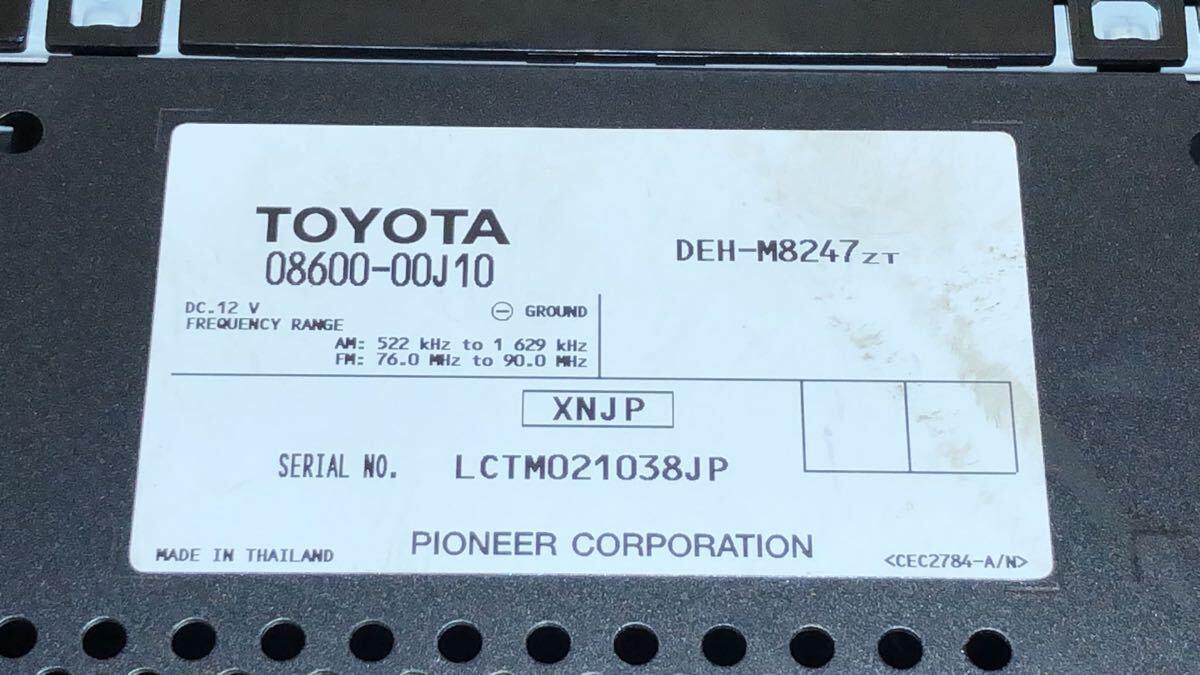 TOYOTA
08600-00J10
DEH-M8247ZT
DC.12 V ⊖ GROUND
FREQUENCY RANGE
AM: 522 kHz to 1 629 kHz
FM: 76.0 MHz to 90.0 MHz
XNJP
SERIAL NO. LCTM021038JP
MADE IN THAILAND PIONEER CORPORATION <CEC2784-A/N>